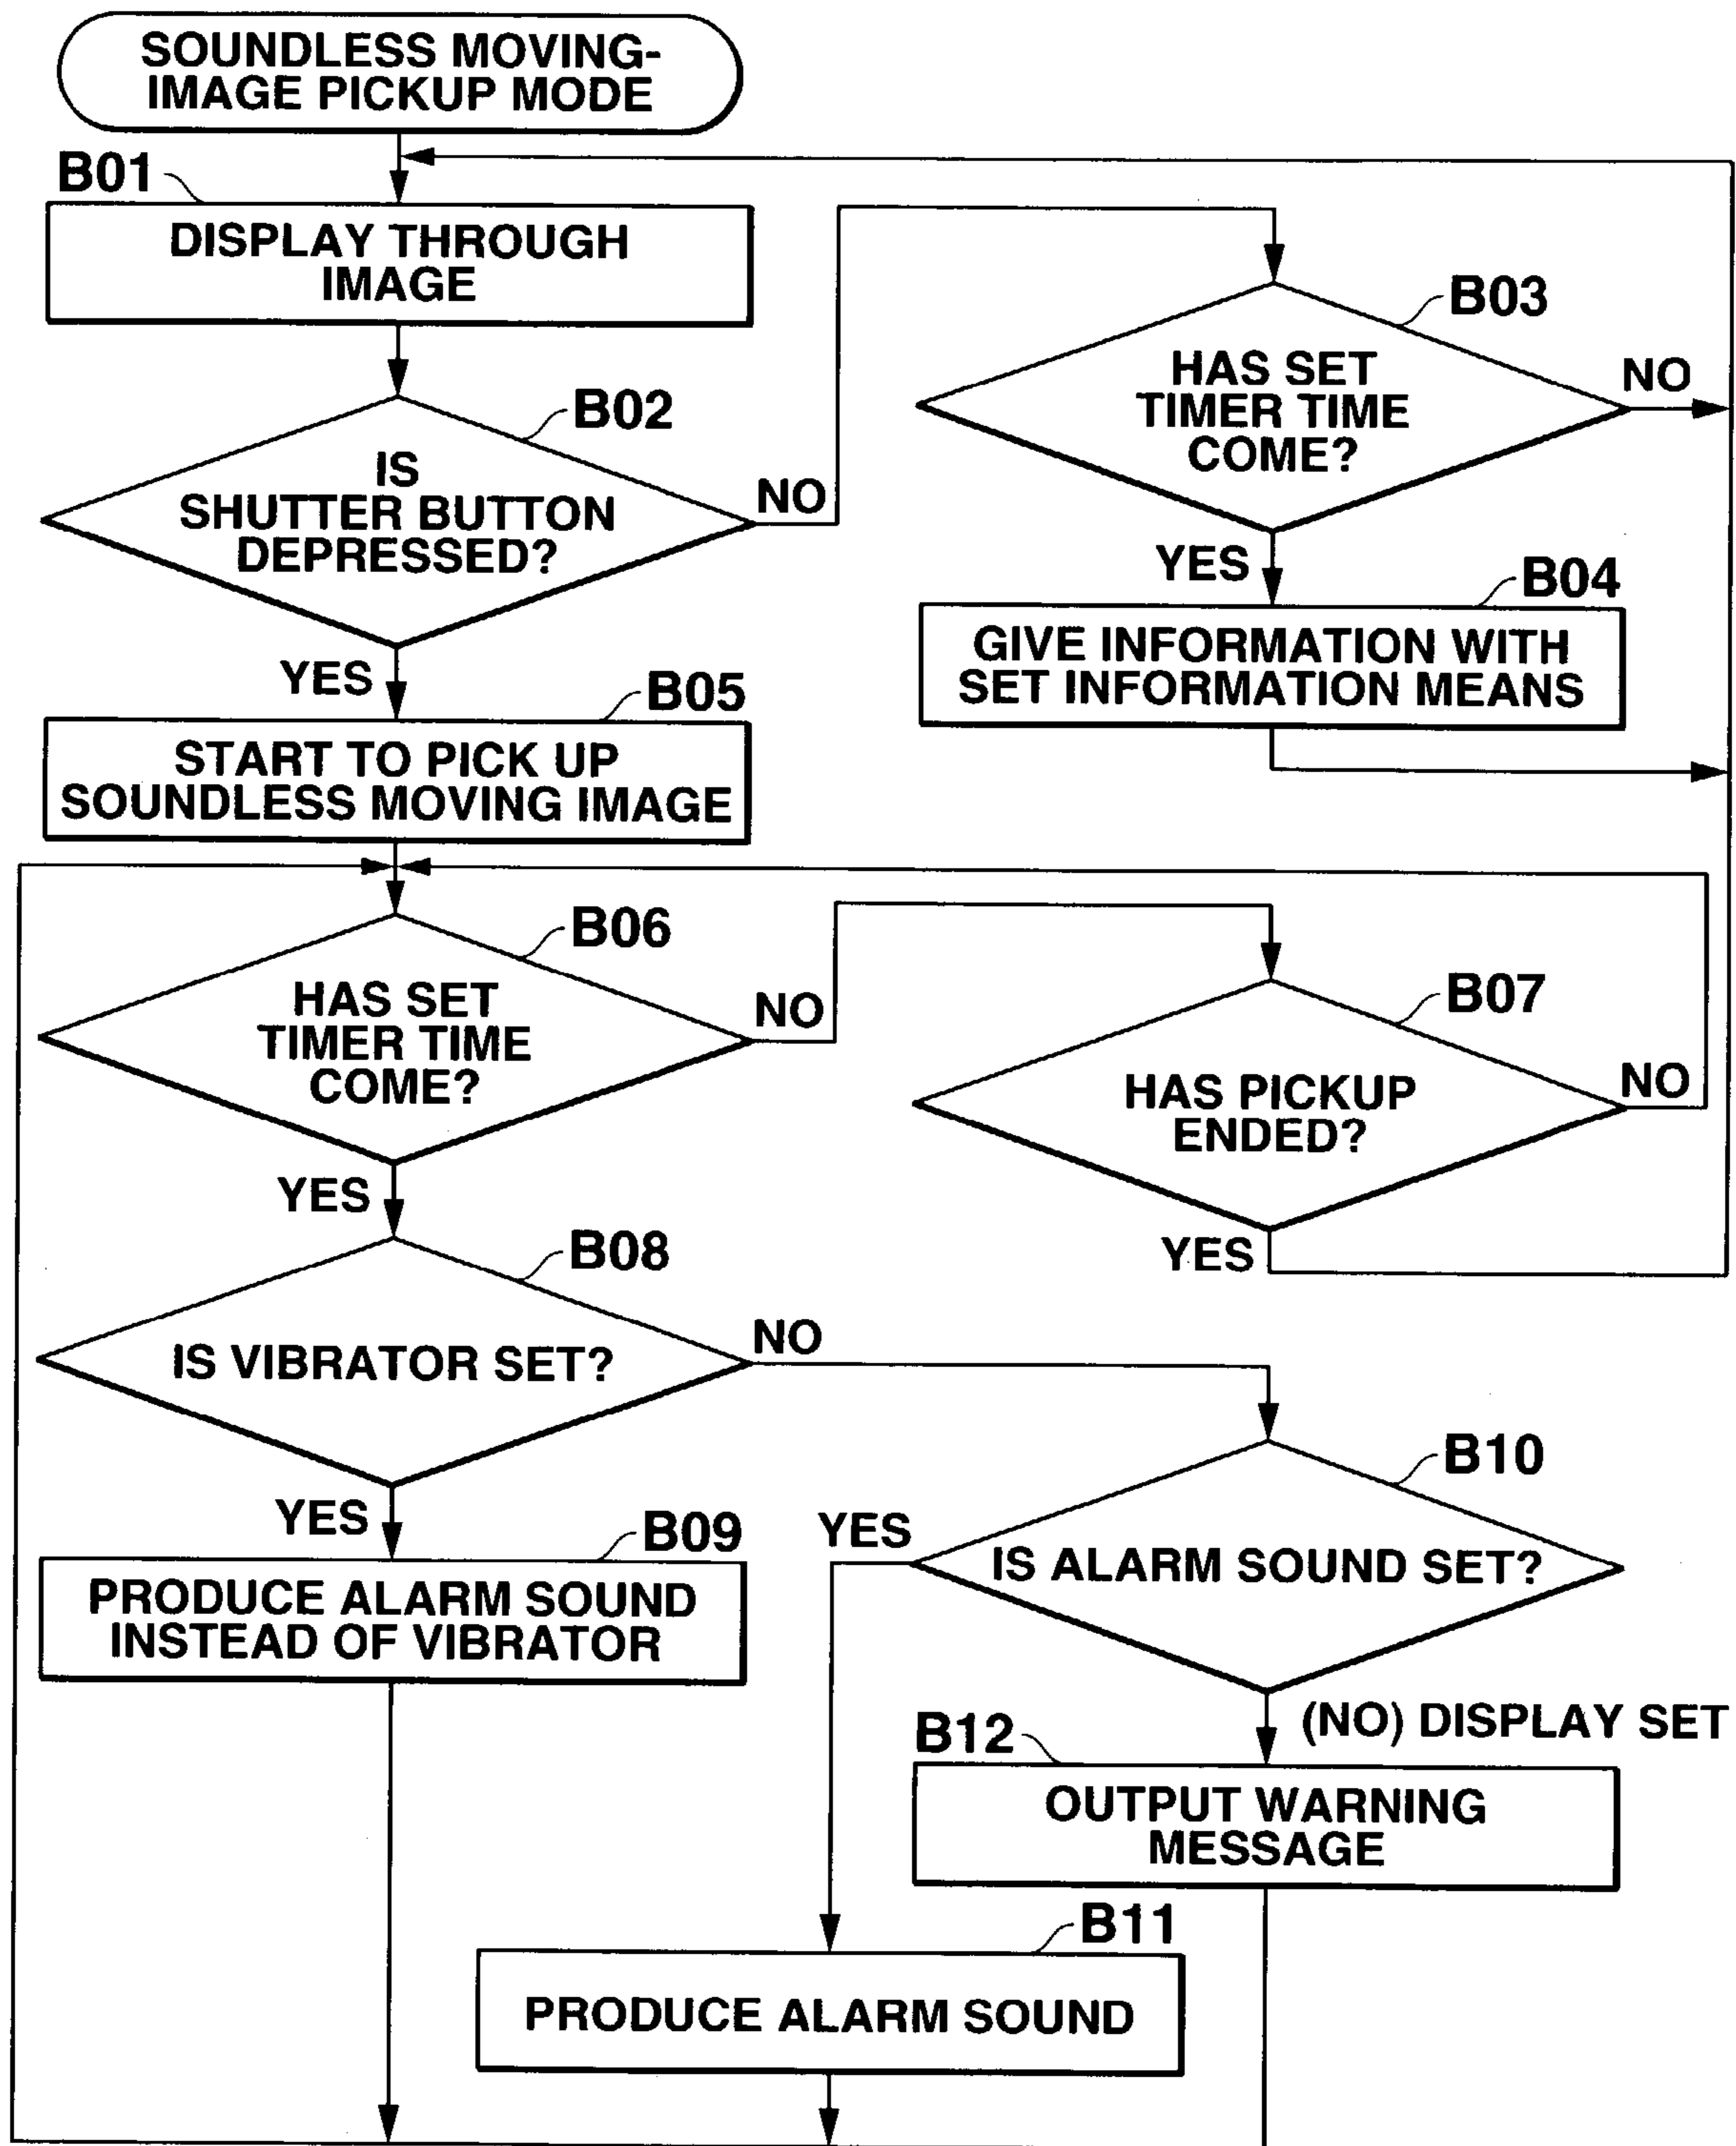 SOUNDLESS MOVING-
IMAGE PICKUP MODE
B01
DISPLAY THROUGH
IMAGE
B02
IS
SHUTTER BUTTON
DEPRESSED?
NO
YES
B03
HAS SET
TIMER TIME
COME?
NO
YES
B04
GIVE INFORMATION WITH
SET INFORMATION MEANS
B05
START TO PICK UP
SOUNDLESS MOVING IMAGE
B06
HAS SET
TIMER TIME
COME?
NO
YES
B07
HAS PICKUP
ENDED?
NO
YES
B08
IS VIBRATOR SET?
NO
YES
B09
PRODUCE ALARM SOUND
INSTEAD OF VIBRATOR
B10
IS ALARM SOUND SET?
YES
(NO) DISPLAY SET
B12
OUTPUT WARNING
MESSAGE
B11
PRODUCE ALARM SOUND